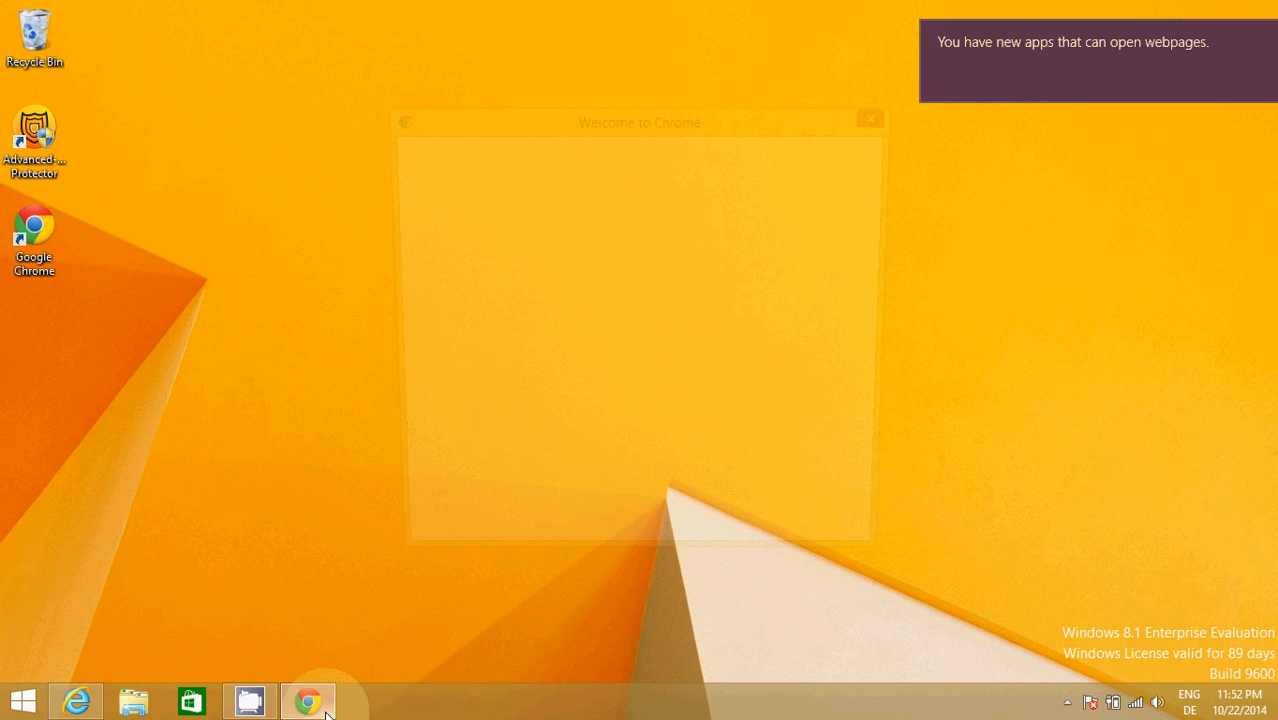 Recycle Bin
Advanced-...
Protector
Google
Chrome
Welcome to Chrome
You have new apps that can open webpages.
Windows 8.1 Enterprise Evaluation
Windows License valid for 89 days
Build 9600
ENG
DE
11:52 PM
10/22/2014